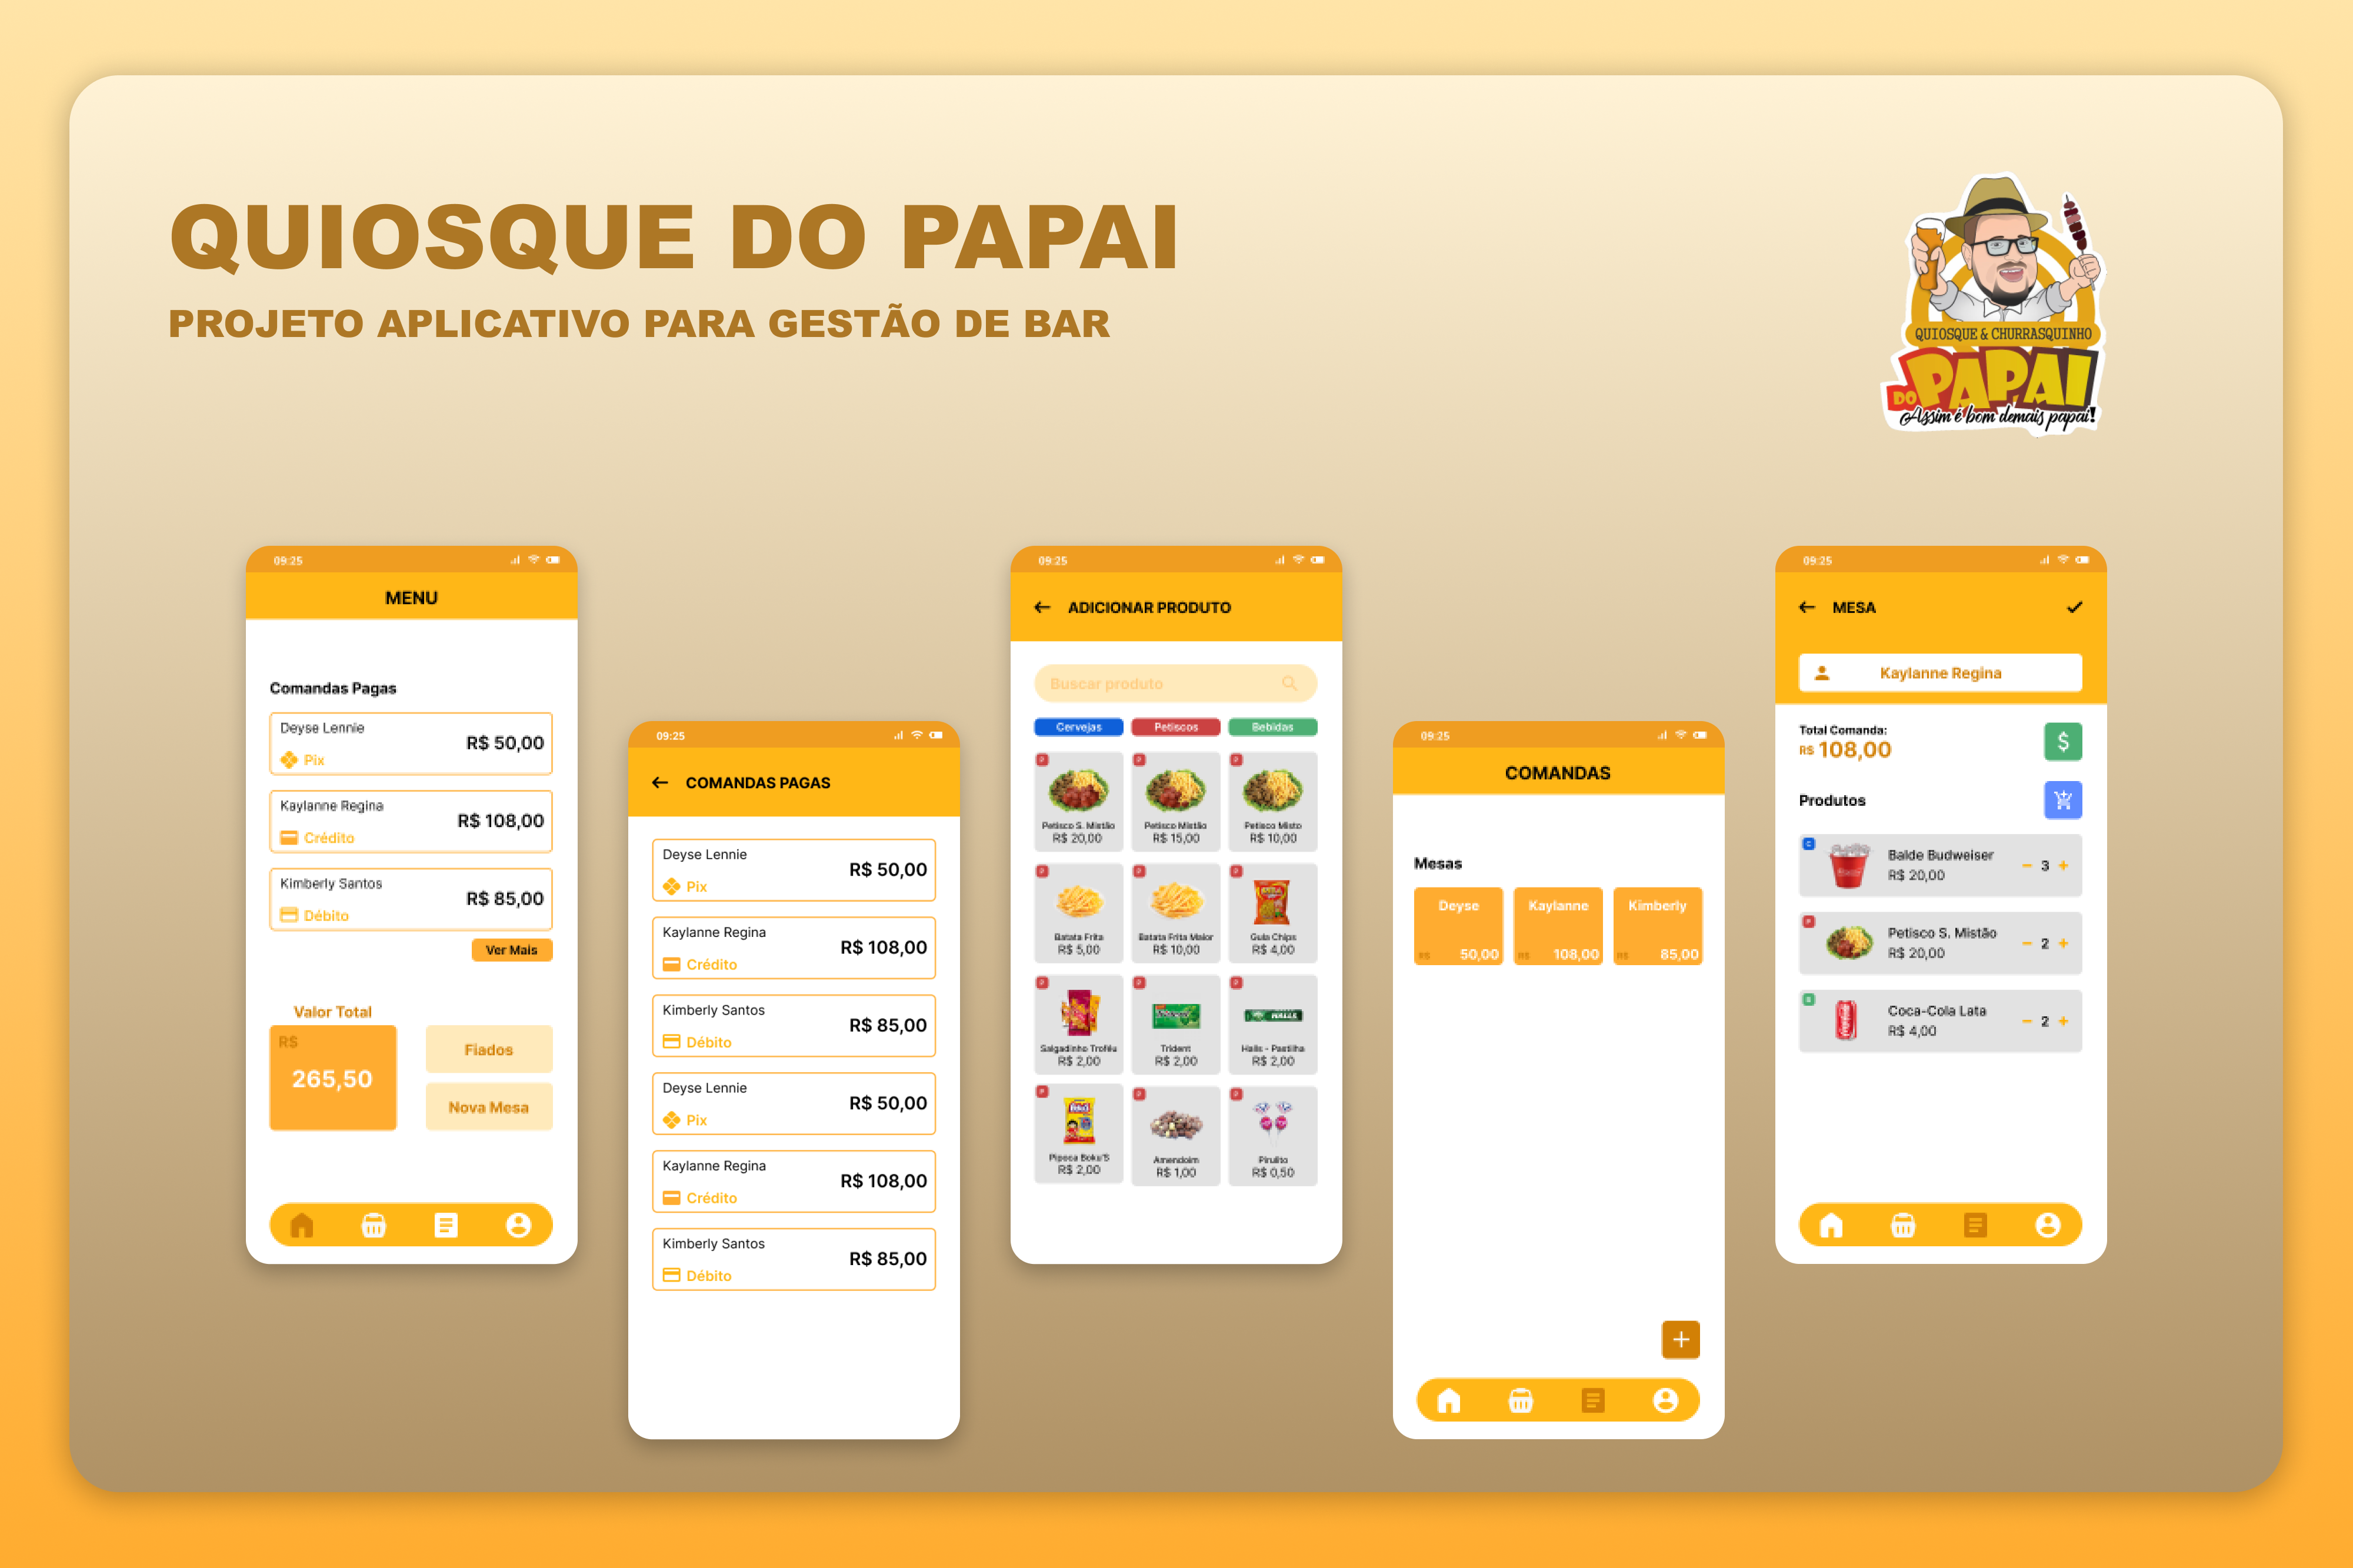 QUIOSQUE DO PAPAI
PROJETO APLICATIVO PARA GESTÃO DE BAR
QUIOSQUE & CHURRASQUINHO
DO PAPAI
Assim é bom demais papai!
09:25
MENU
Comandas Pagas
Deyse Lennie
R$ 50,00
Pix
Kaylanne Regina
R$ 108,00
Crédito
Kimberly Santos
R$ 85,00
Débito
Ver Mais
Valor Total
R$
265,50
Fiados
Nova Mesa
09:25
COMANDAS PAGAS
Deyse Lennie
R$ 50,00
Pix
Kaylanne Regina
R$ 108,00
Crédito
Kimberly Santos
R$ 85,00
Débito
Deyse Lennie
R$ 50,00
Pix
Kaylanne Regina
R$ 108,00
Crédito
Kimberly Santos
R$ 85,00
Débito
09:25
ADICIONAR PRODUTO
Buscar produto
Cervejas Petiscos Bebidas
P P P
Petisco S. Mistão Petisco Mistão Petisco Misto
R$ 20,00 R$ 15,00 R$ 10,00
P P P
Batata Frita Batata Frita Maior Gula Chips
R$ 5,00 R$ 10,00 R$ 4,00
P P P
HALLS
Salgadinho Troféu Trident Halls - Pastilha
R$ 2,00 R$ 2,00 R$ 2,00
P P P
Pipoca Boku'S Amendoim Pirulito
R$ 2,00 R$ 1,00 R$ 0,50
09:25
COMANDAS
Mesas
Deyse Kaylanne Kimberly
R$ 50,00 R$ 108,00 R$ 85,00
+
09:25
MESA
Kaylanne Regina
Total Comanda:
R$ 108,00
$
Produtos
C
Balde Budweiser
R$ 20,00
− 3 +
P
Petisco S. Mistão
R$ 20,00
− 2 +
B
Coca-Cola Lata
R$ 4,00
− 2 +